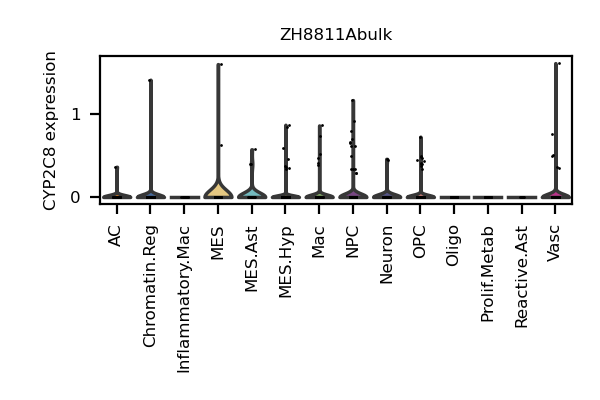 ZH8811Abulk
CYP2C8 expression
1
0
AC
Chromatin.Reg
Inflammatory.Mac
MES
MES.Ast
MES.Hyp
Mac
NPC
Neuron
OPC
Oligo
Prolif.Metab
Reactive.Ast
Vasc